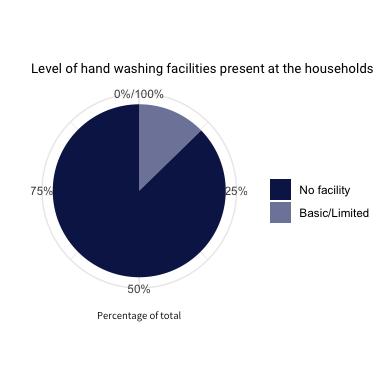 Level of hand washing facilities present at the households
0%/100%
75%
25%
No facility
Basic/Limited
50%
Percentage of total